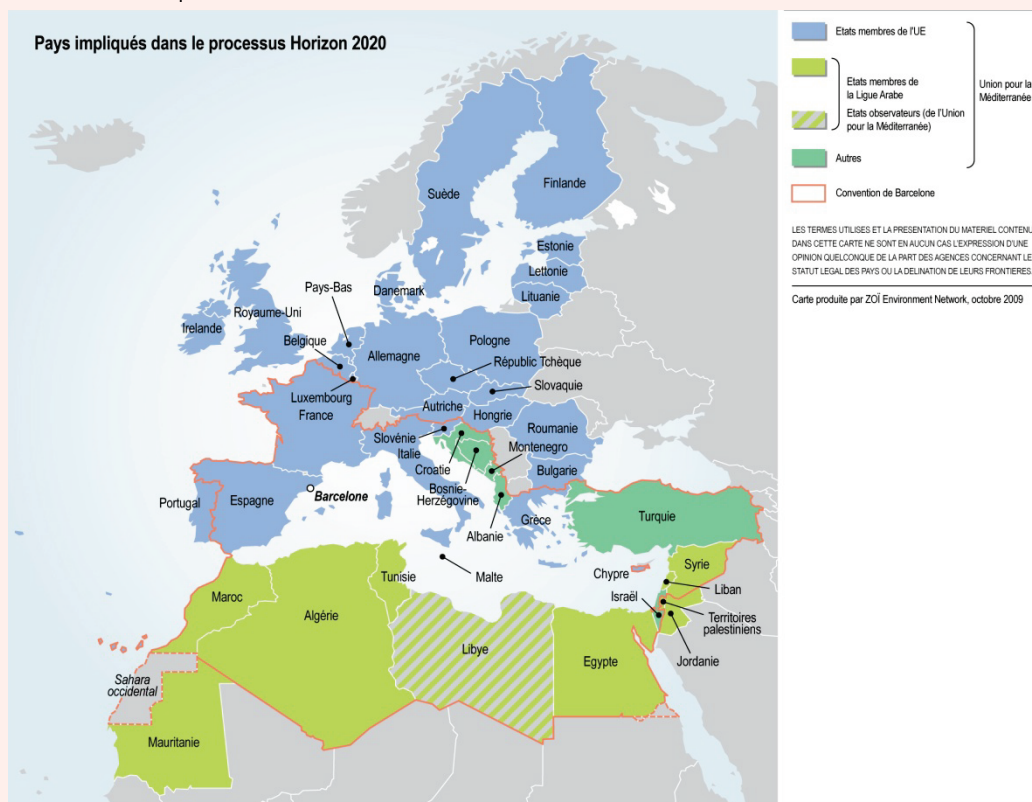 Pays impliqués dans le processus Horizon 2020
Etats membres de l'UE
Etats membres de
la Ligue Arabe
Union pour la
Méditerranée
Etats observateurs (de l'Union
pour la Méditerranée)
Autres
Convention de Barcelone
LES TERMES UTILISES ET LA PRESENTATION DU MATERIEL CONTENU
DANS CETTE CARTE NE SONT EN AUCUN CAS L'EXPRESSION D'UNE
OPINION QUELCONQUE DE LA PART DES AGENCES CONCERNANT LE
STATUT LEGAL DES PAYS OU LA DELINATION DE LEURS FRONTIERES.
Carte produite par ZOÏ Environment Network, octobre 2009
Suède
Finlande
Estonie
Lettonie
Lituanie
Danemark
Pays-Bas
Royaume-Uni
Irlande
Belgique
Allemagne
Pologne
Républic Tchèque
Slovaquie
Luxembourg
France
Autriche
Hongrie
Roumanie
Slovénie
Italie
Montenegro
Croatie
Bulgarie
Bosnie-
Herzégovine
Portugal
Espagne
Barcelone
Albanie
Grèce
Turquie
Malte
Chypre
Syrie
Liban
Israël
Territoires
palestiniens
Jordanie
Tunisie
Maroc
Algérie
Libye
Egypte
Sahara
occidental
Mauritanie